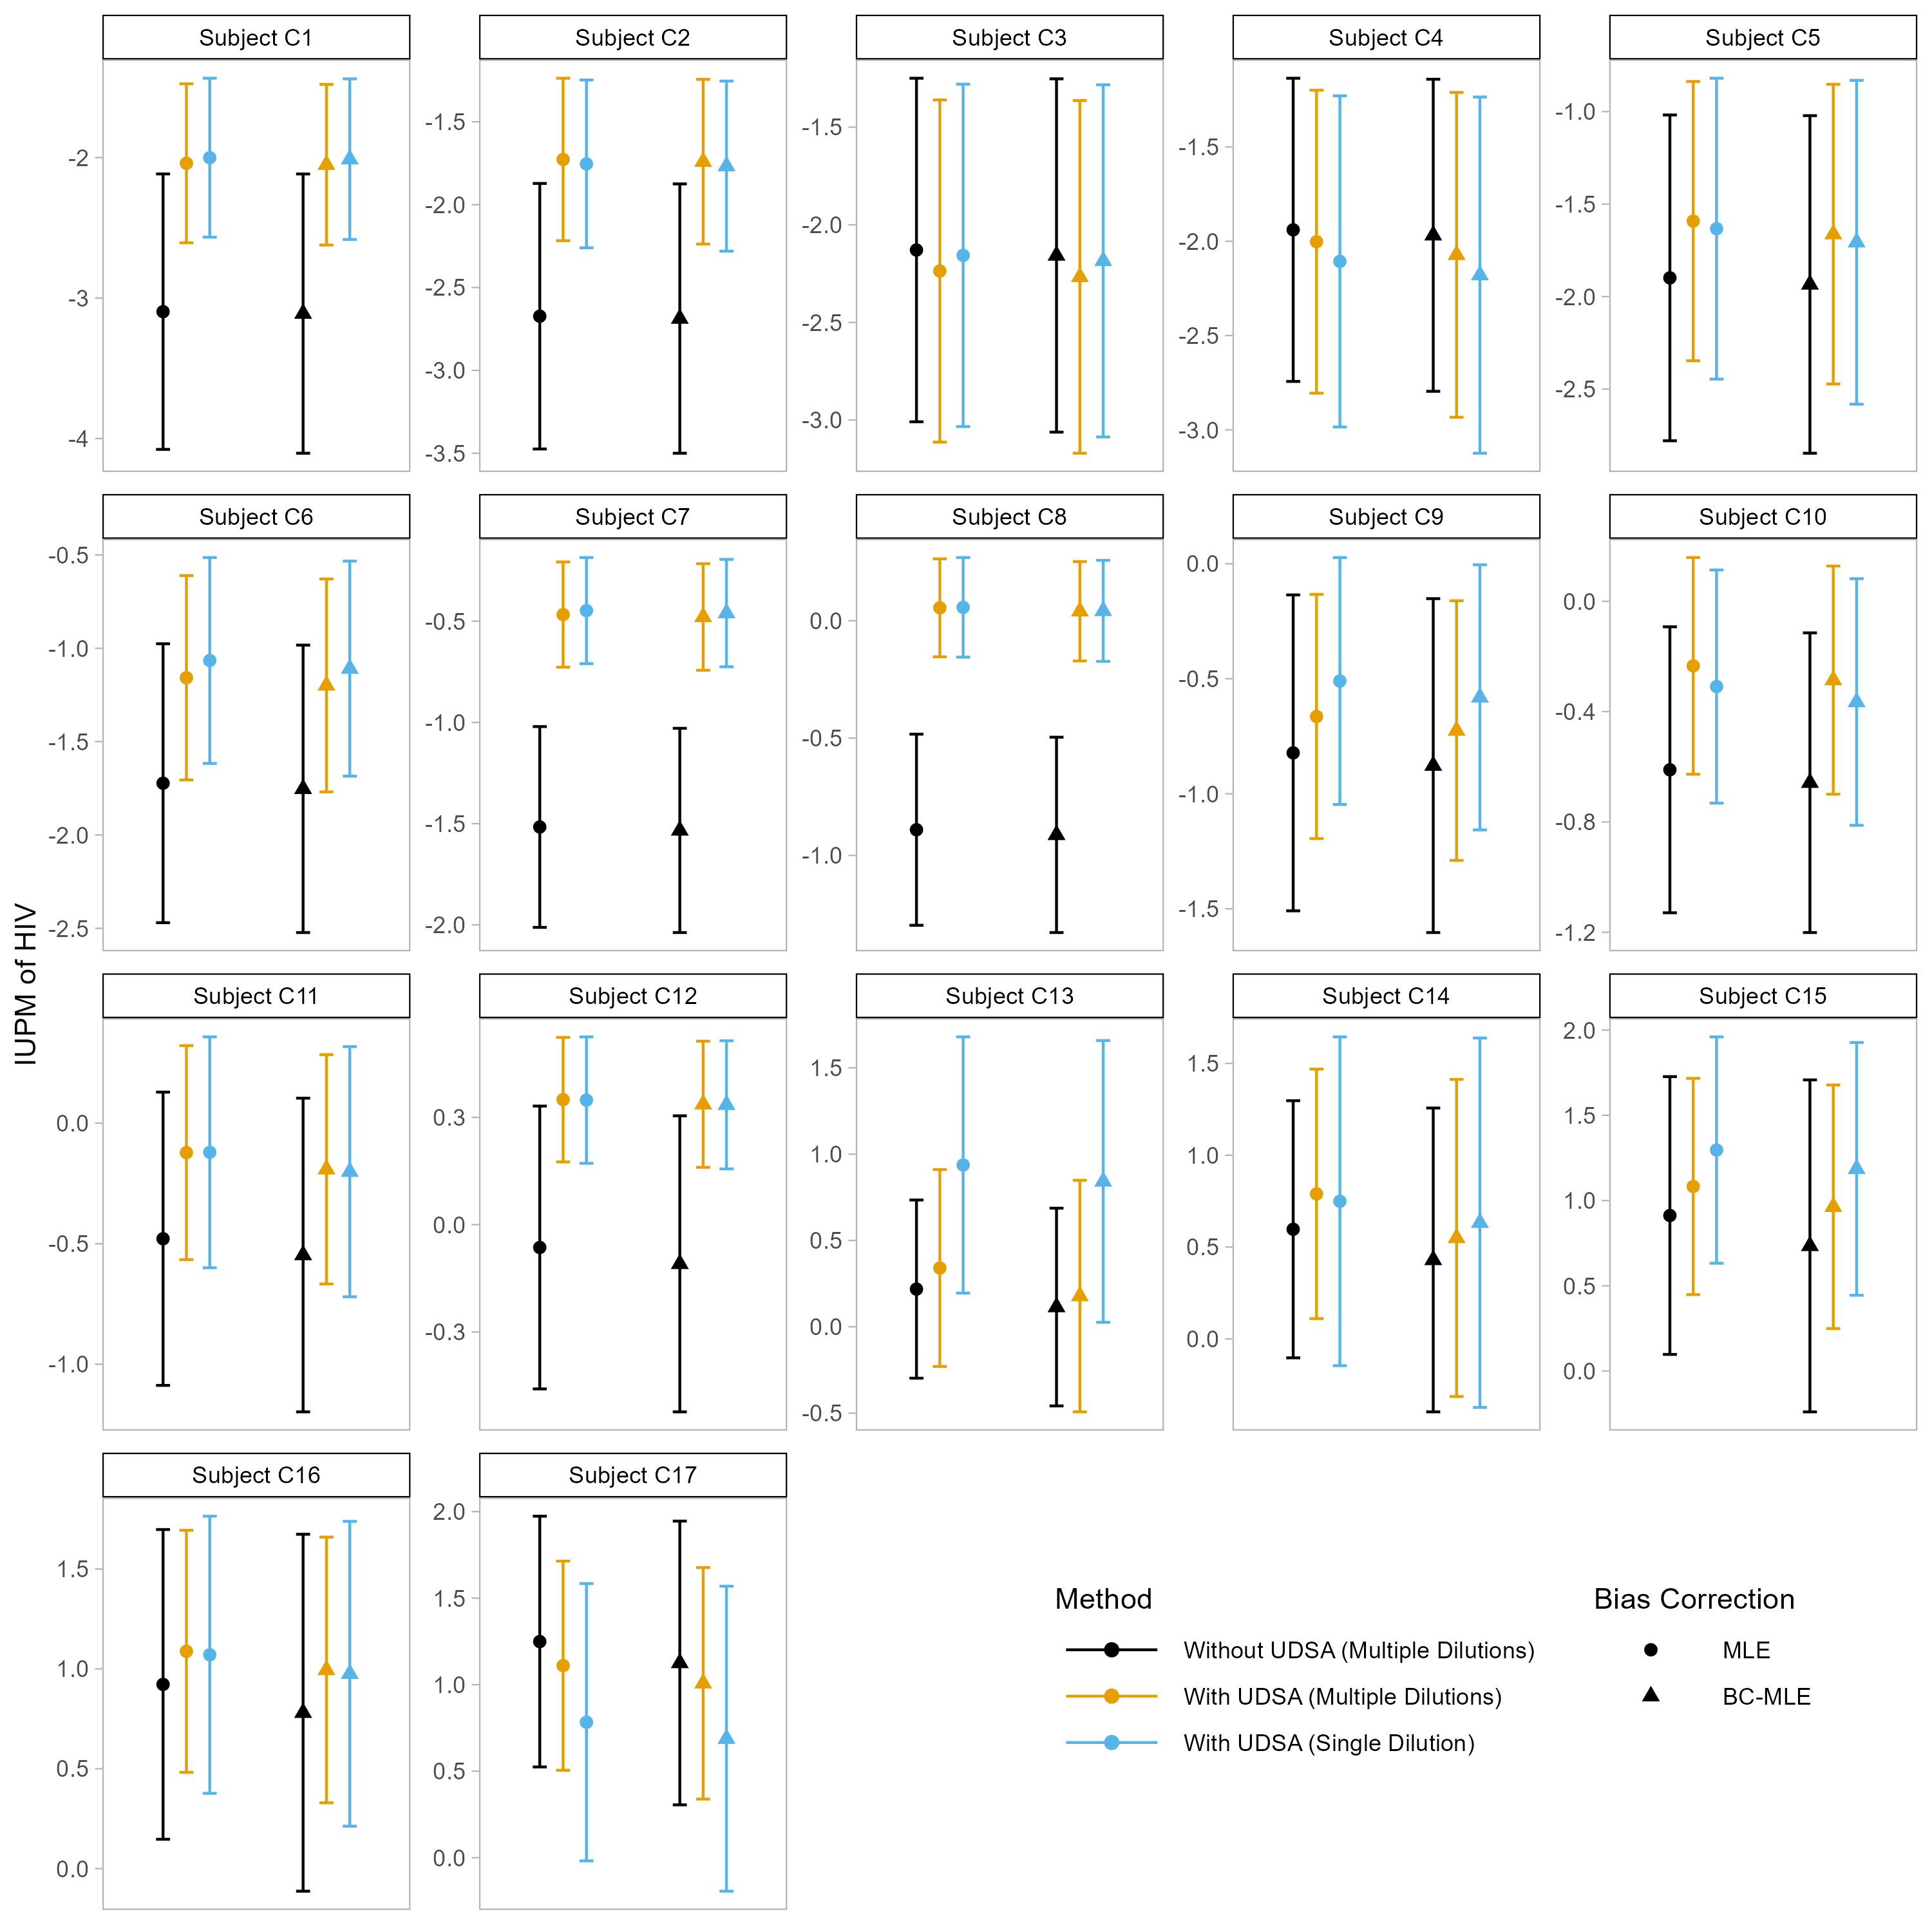 Subject C1
Subject C2
Subject C3
Subject C4
Subject C5
-2
-3
-4
-1.5
-2.0
-2.5
-3.0
-3.5
-1.5
-2.0
-2.5
-3.0
-1.5
-2.0
-2.5
-3.0
-1.0
-1.5
-2.0
-2.5
Subject C6
Subject C7
Subject C8
Subject C9
Subject C10
-0.5
-1.0
-1.5
-2.0
-2.5
-0.5
-1.0
-1.5
-2.0
0.0
-0.5
-1.0
0.0
-0.5
-1.0
-1.5
0.0
-0.4
-0.8
-1.2
IUPM of HIV
Subject C11
Subject C12
Subject C13
Subject C14
Subject C15
0.0
-0.5
-1.0
0.3
0.0
-0.3
1.5
1.0
0.5
0.0
-0.5
1.5
1.0
0.5
0.0
2.0
1.5
1.0
0.5
0.0
Subject C16
Subject C17
1.5
1.0
0.5
0.0
2.0
1.5
1.0
0.5
0.0
Method
Without UDSA (Multiple Dilutions)
With UDSA (Multiple Dilutions)
With UDSA (Single Dilution)
Bias Correction
MLE
BC-MLE